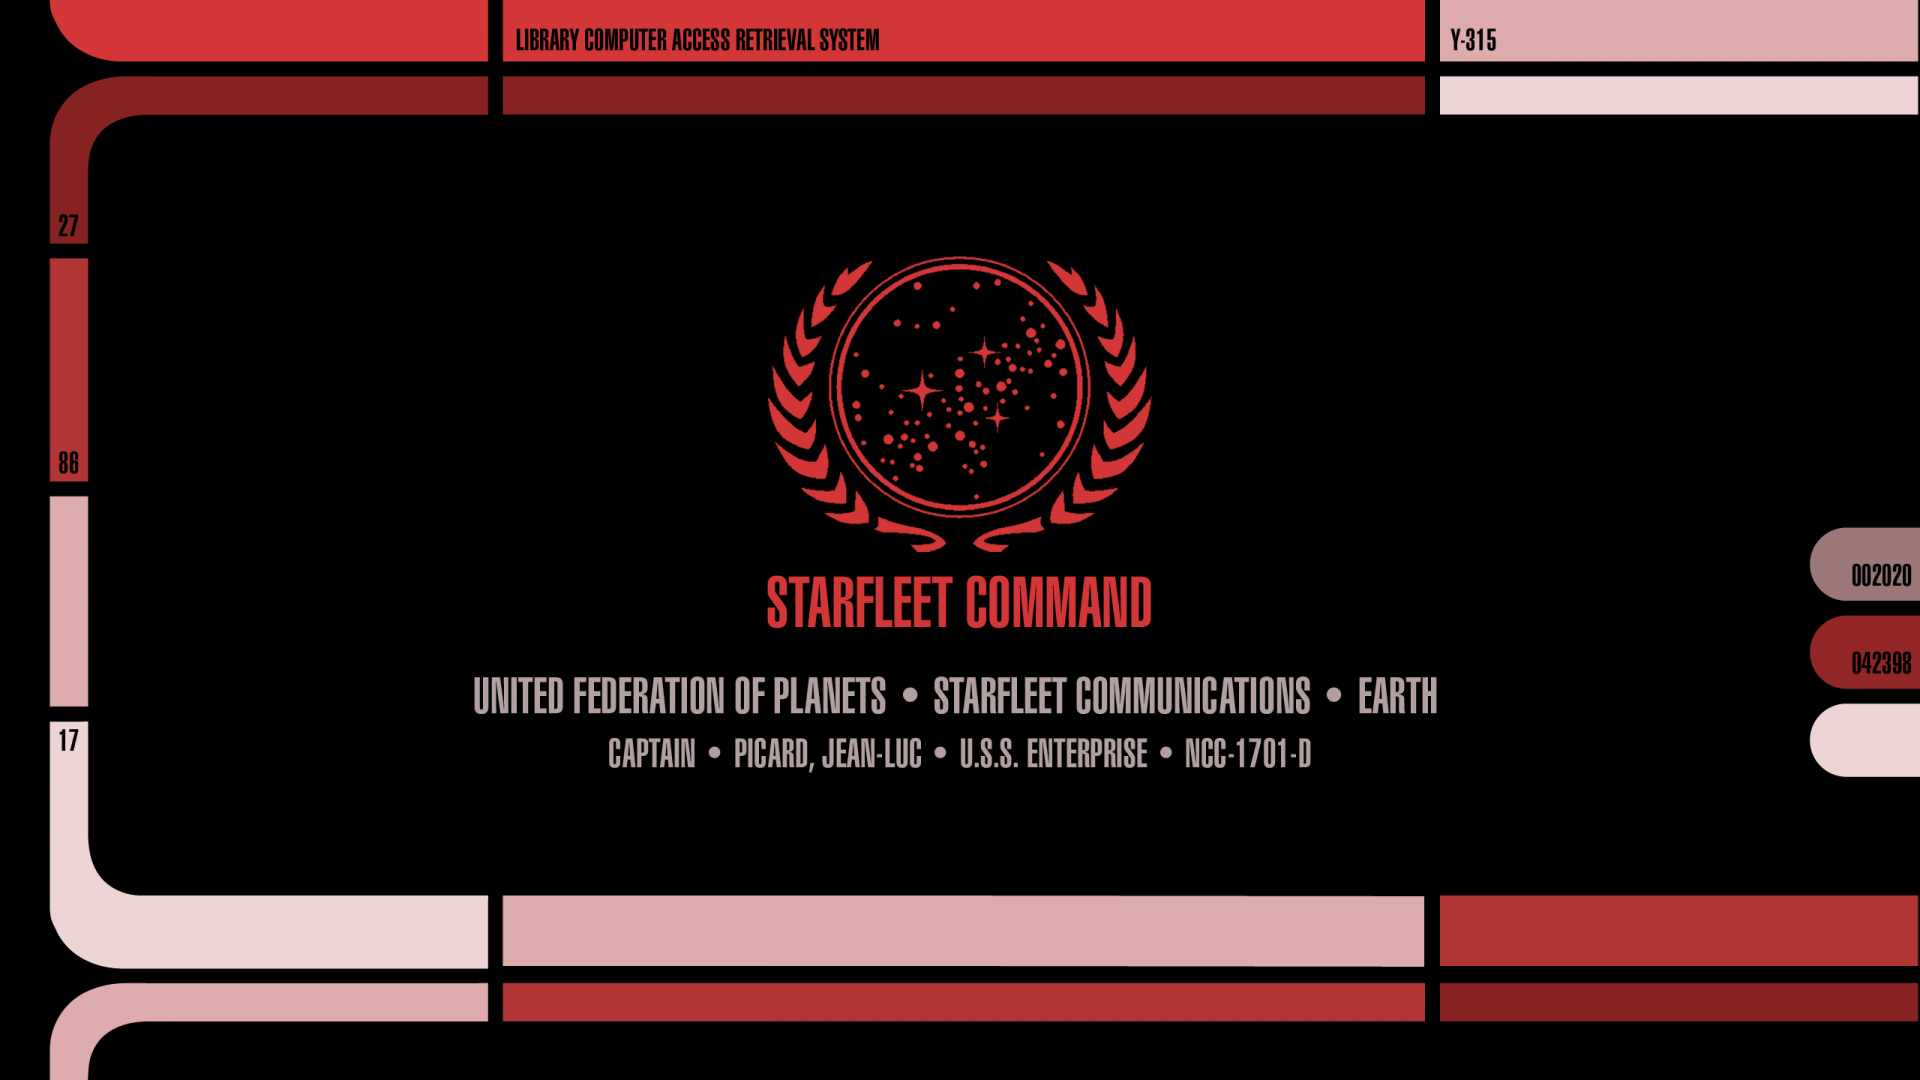 LIBRARY COMPUTER ACCESS RETRIEVAL SYSTEM
Y-315
27
86
STARFLEET COMMAND
002020
042398
UNITED FEDERATION OF PLANETS • STARFLEET COMMUNICATIONS • EARTH
17
CAPTAIN • PICARD, JEAN-LUC • U.S.S. ENTERPRISE • NCC-1701-D